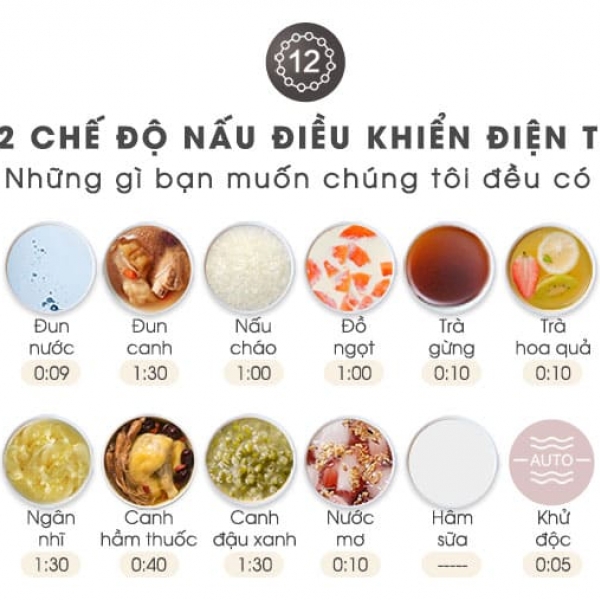 12
2 CHẾ ĐỘ NẤU ĐIỀU KHIỂN ĐIỆN T
Những gì bạn muốn chúng tôi đều có
Đun nước
0:09
Đun canh
1:30
Nấu cháo
1:00
Đồ ngọt
1:00
Trà gừng
0:10
Trà hoa quả
0:10
AUTO
Ngân nhĩ
1:30
Canh hầm thuốc
0:40
Canh đậu xanh
1:30
Nước mơ
0:10
Hâm sữa
-----
Khử độc
0:05